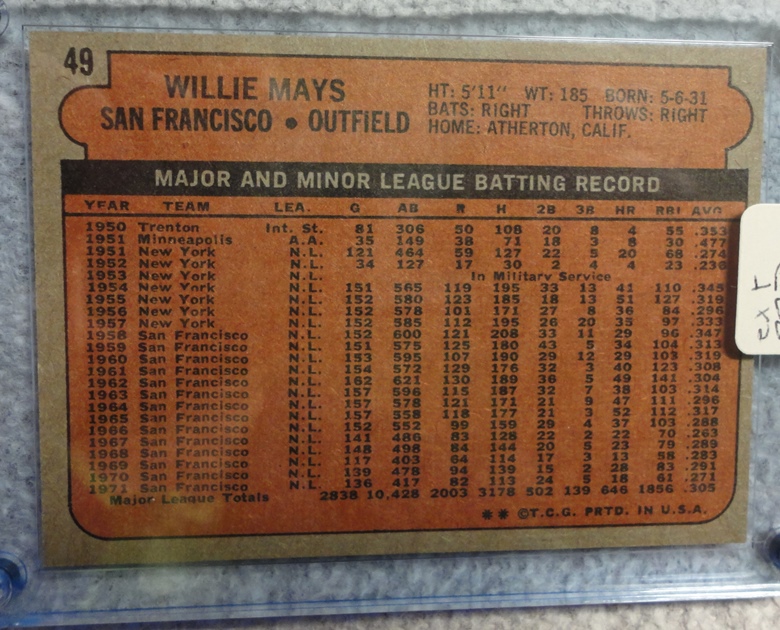 49
WILLIE MAYS
SAN FRANCISCO • OUTFIELD
HT: 5'11" WT: 185 BORN: 5-6-31
BATS: RIGHT THROWS: RIGHT
HOME: ATHERTON, CALIF.
MAJOR AND MINOR LEAGUE BATTING RECORD
YEAR TEAM LEA. G AB R H 2B 3B HR RBI AVG.
1950 Trenton Int. St. 81 306 50 108 20 8 4 55 .353
1951 Minneapolis A.A. 35 149 38 71 18 3 8 30 .477
1951 New York N.L. 121 464 59 127 22 5 20 68 .274
1952 New York N.L. 34 127 17 30 2 4 4 23 .236
1953 New York N.L. In Military Service
1954 New York N.L. 151 565 119 195 33 13 41 110 .345
1955 New York N.L. 152 580 123 185 18 13 51 127 .319
1956 New York N.L. 152 578 101 171 27 8 36 84 .296
1957 New York N.L. 152 585 112 195 26 20 35 97 .333
1958 San Francisco N.L. 152 600 121 208 33 11 29 96 .347
1959 San Francisco N.L. 151 575 125 180 43 5 34 104 .313
1960 San Francisco N.L. 153 595 107 190 29 12 29 103 .319
1961 San Francisco N.L. 154 572 129 176 32 3 40 123 .308
1962 San Francisco N.L. 162 621 130 189 36 5 49 141 .304
1963 San Francisco N.L. 157 596 115 187 32 7 38 103 .314
1964 San Francisco N.L. 157 578 121 171 21 9 47 111 .296
1965 San Francisco N.L. 157 558 118 177 21 3 52 112 .317
1966 San Francisco N.L. 152 552 99 159 29 4 37 103 .288
1967 San Francisco N.L. 141 486 83 128 22 2 22 70 .263
1968 San Francisco N.L. 148 498 84 144 20 5 23 79 .289
1969 San Francisco N.L. 117 403 64 114 17 3 13 58 .283
1970 San Francisco N.L. 139 478 94 139 15 2 28 83 .291
1971 San Francisco N.L. 136 417 82 113 24 5 18 61 .271
Major League Totals 2838 10,428 2003 3178 502 139 646 1856 .305
** ©T.C.G. PRTD. IN U.S.A.